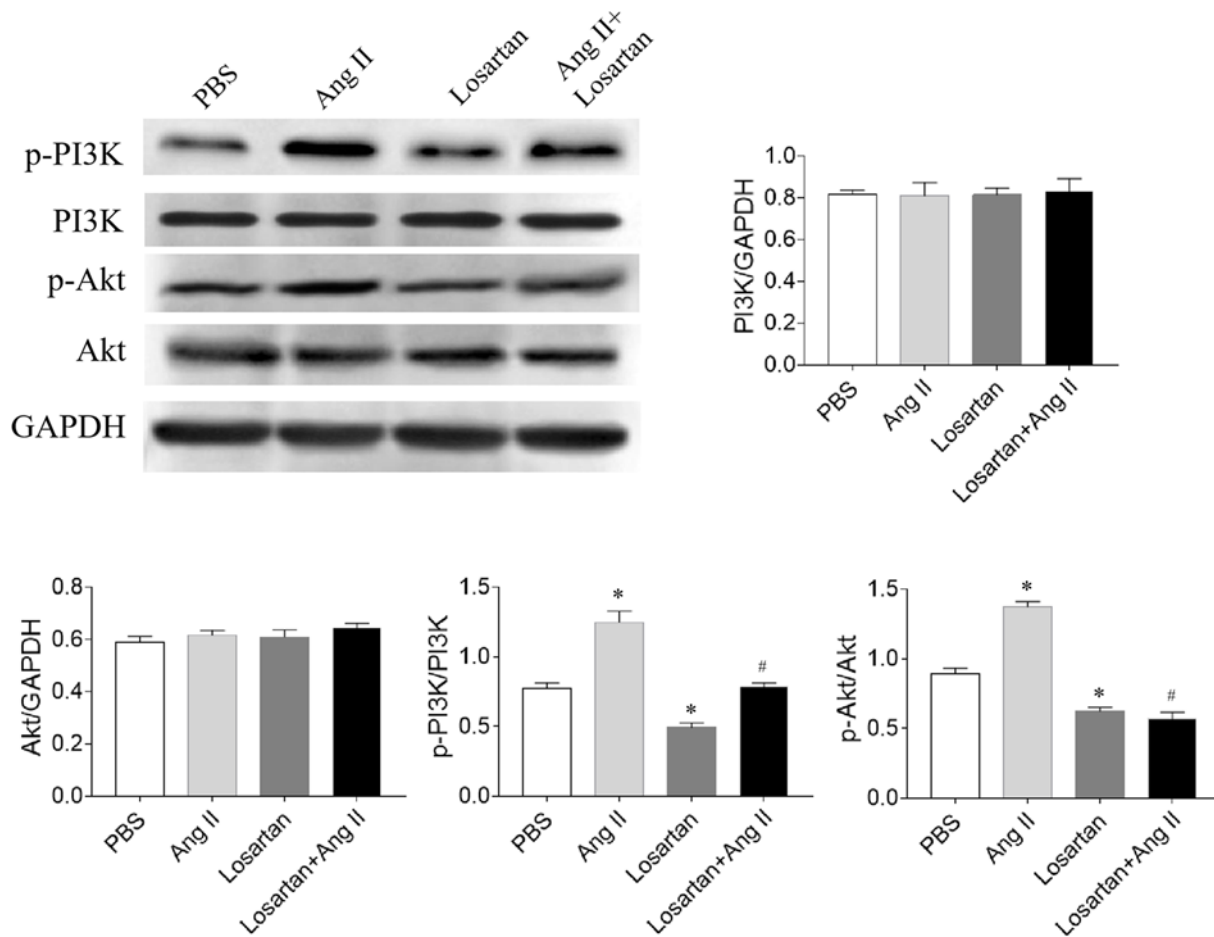 PBS
Ang II
Losartan
Ang II+
Losartan
p-PI3K
PI3K
p-Akt
Akt
GAPDH
PI3K/GAPDH
1.0
0.8
0.6
0.4
0.2
0.0
PBS
Ang II
Losartan
Losartan+Ang II
Akt/GAPDH
0.8
0.6
0.4
0.2
0.0
PBS
Ang II
Losartan
Losartan+Ang II
p-PI3K/PI3K
1.5
1.0
0.5
0.0
*
*
#
PBS
Ang II
Losartan
Losartan+Ang II
p-Akt/Akt
1.5
1.0
0.5
0.0
*
*
#
PBS
Ang II
Losartan
Losartan+Ang II